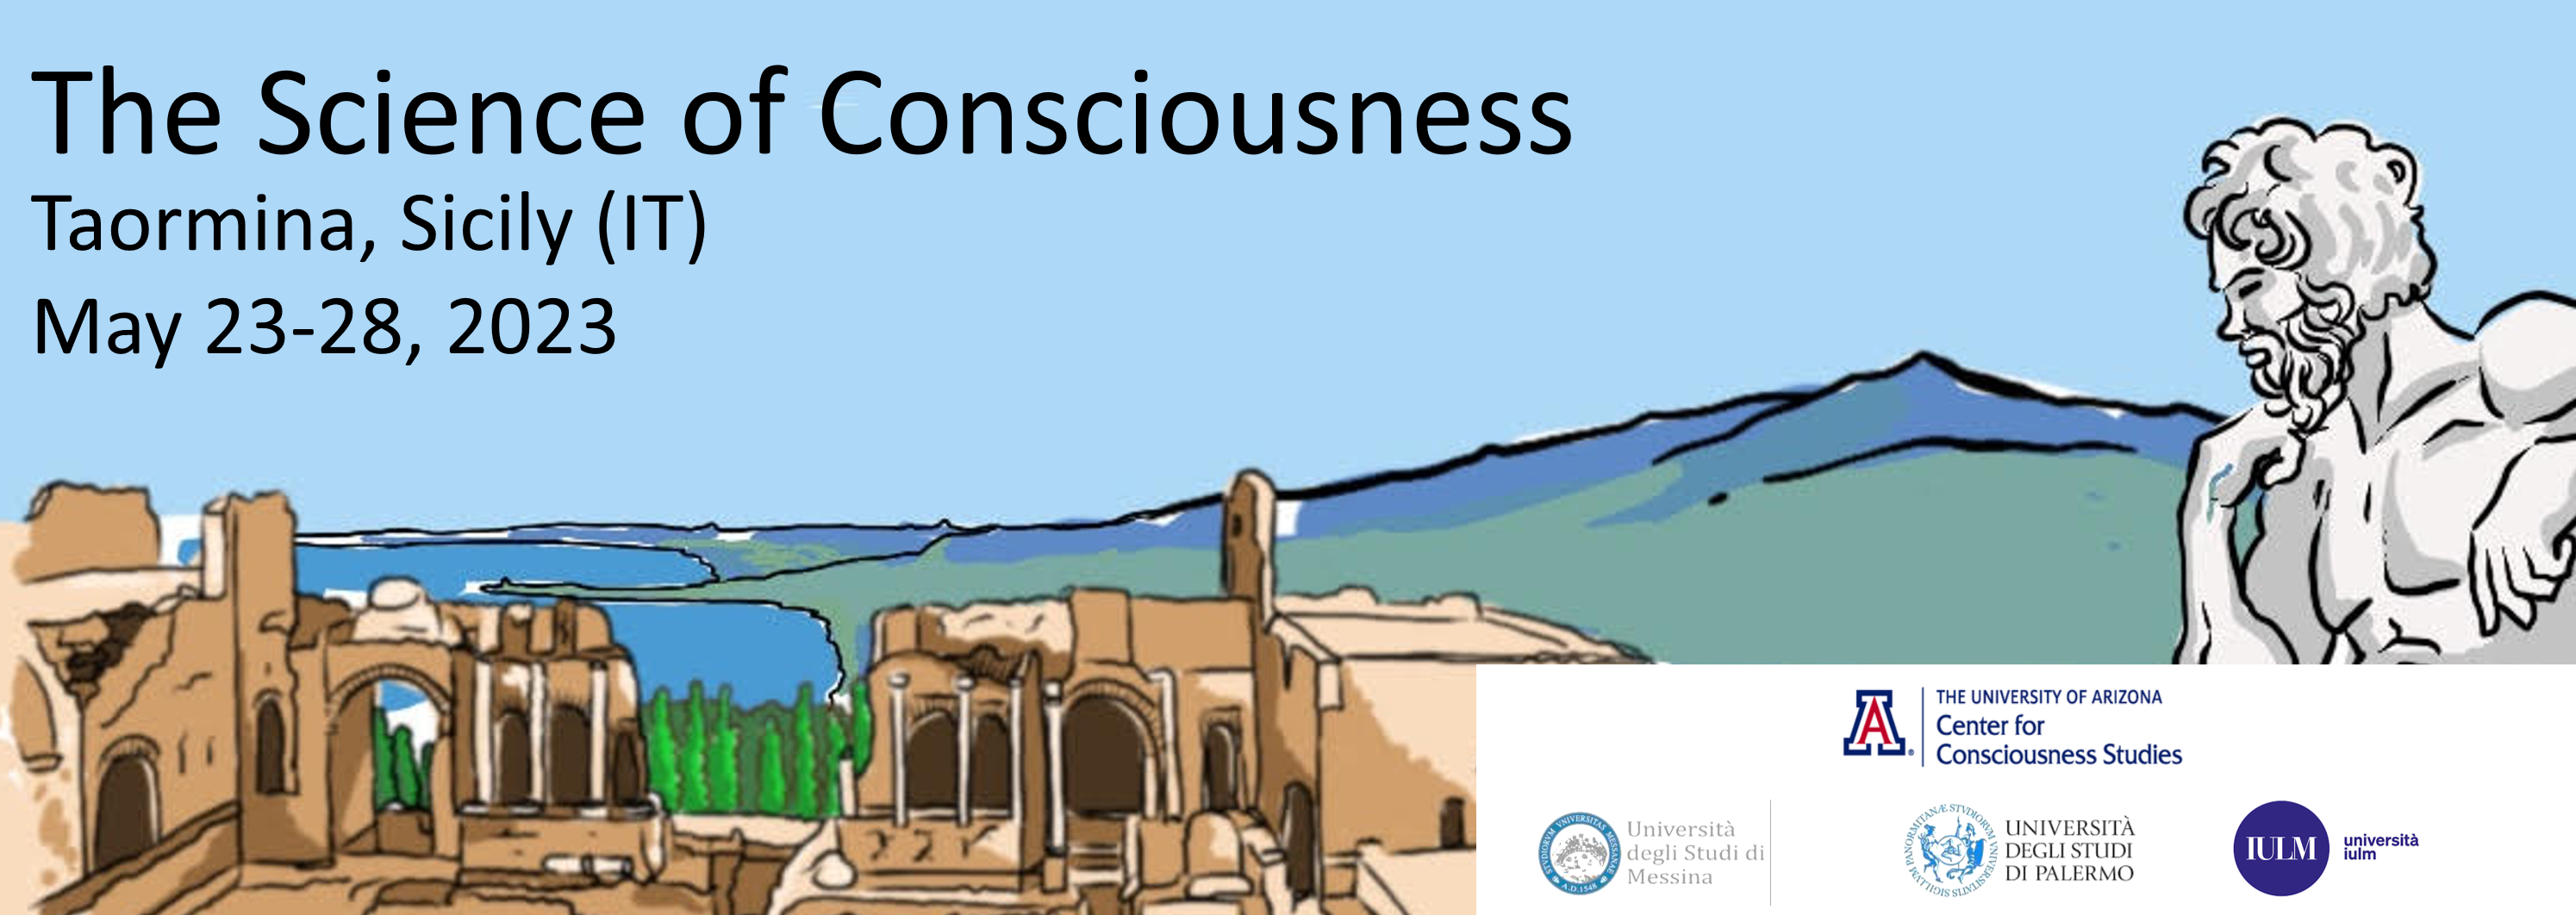 The Science of Consciousness
Taormina, Sicily (IT)
May 23-28, 2023
A
THE UNIVERSITY OF ARIZONA
Center for
Consciousness Studies
STVDIORVM VNIVERSITAS MESSANAE
A.D.1548
Università
degli Studi di
Messina
SIGILLVM VNIVERSITATIS STVDIORVM PANORMITANÆ
UNIVERSITÀ
DEGLI STUDI
DI PALERMO
IULM
università
iulm